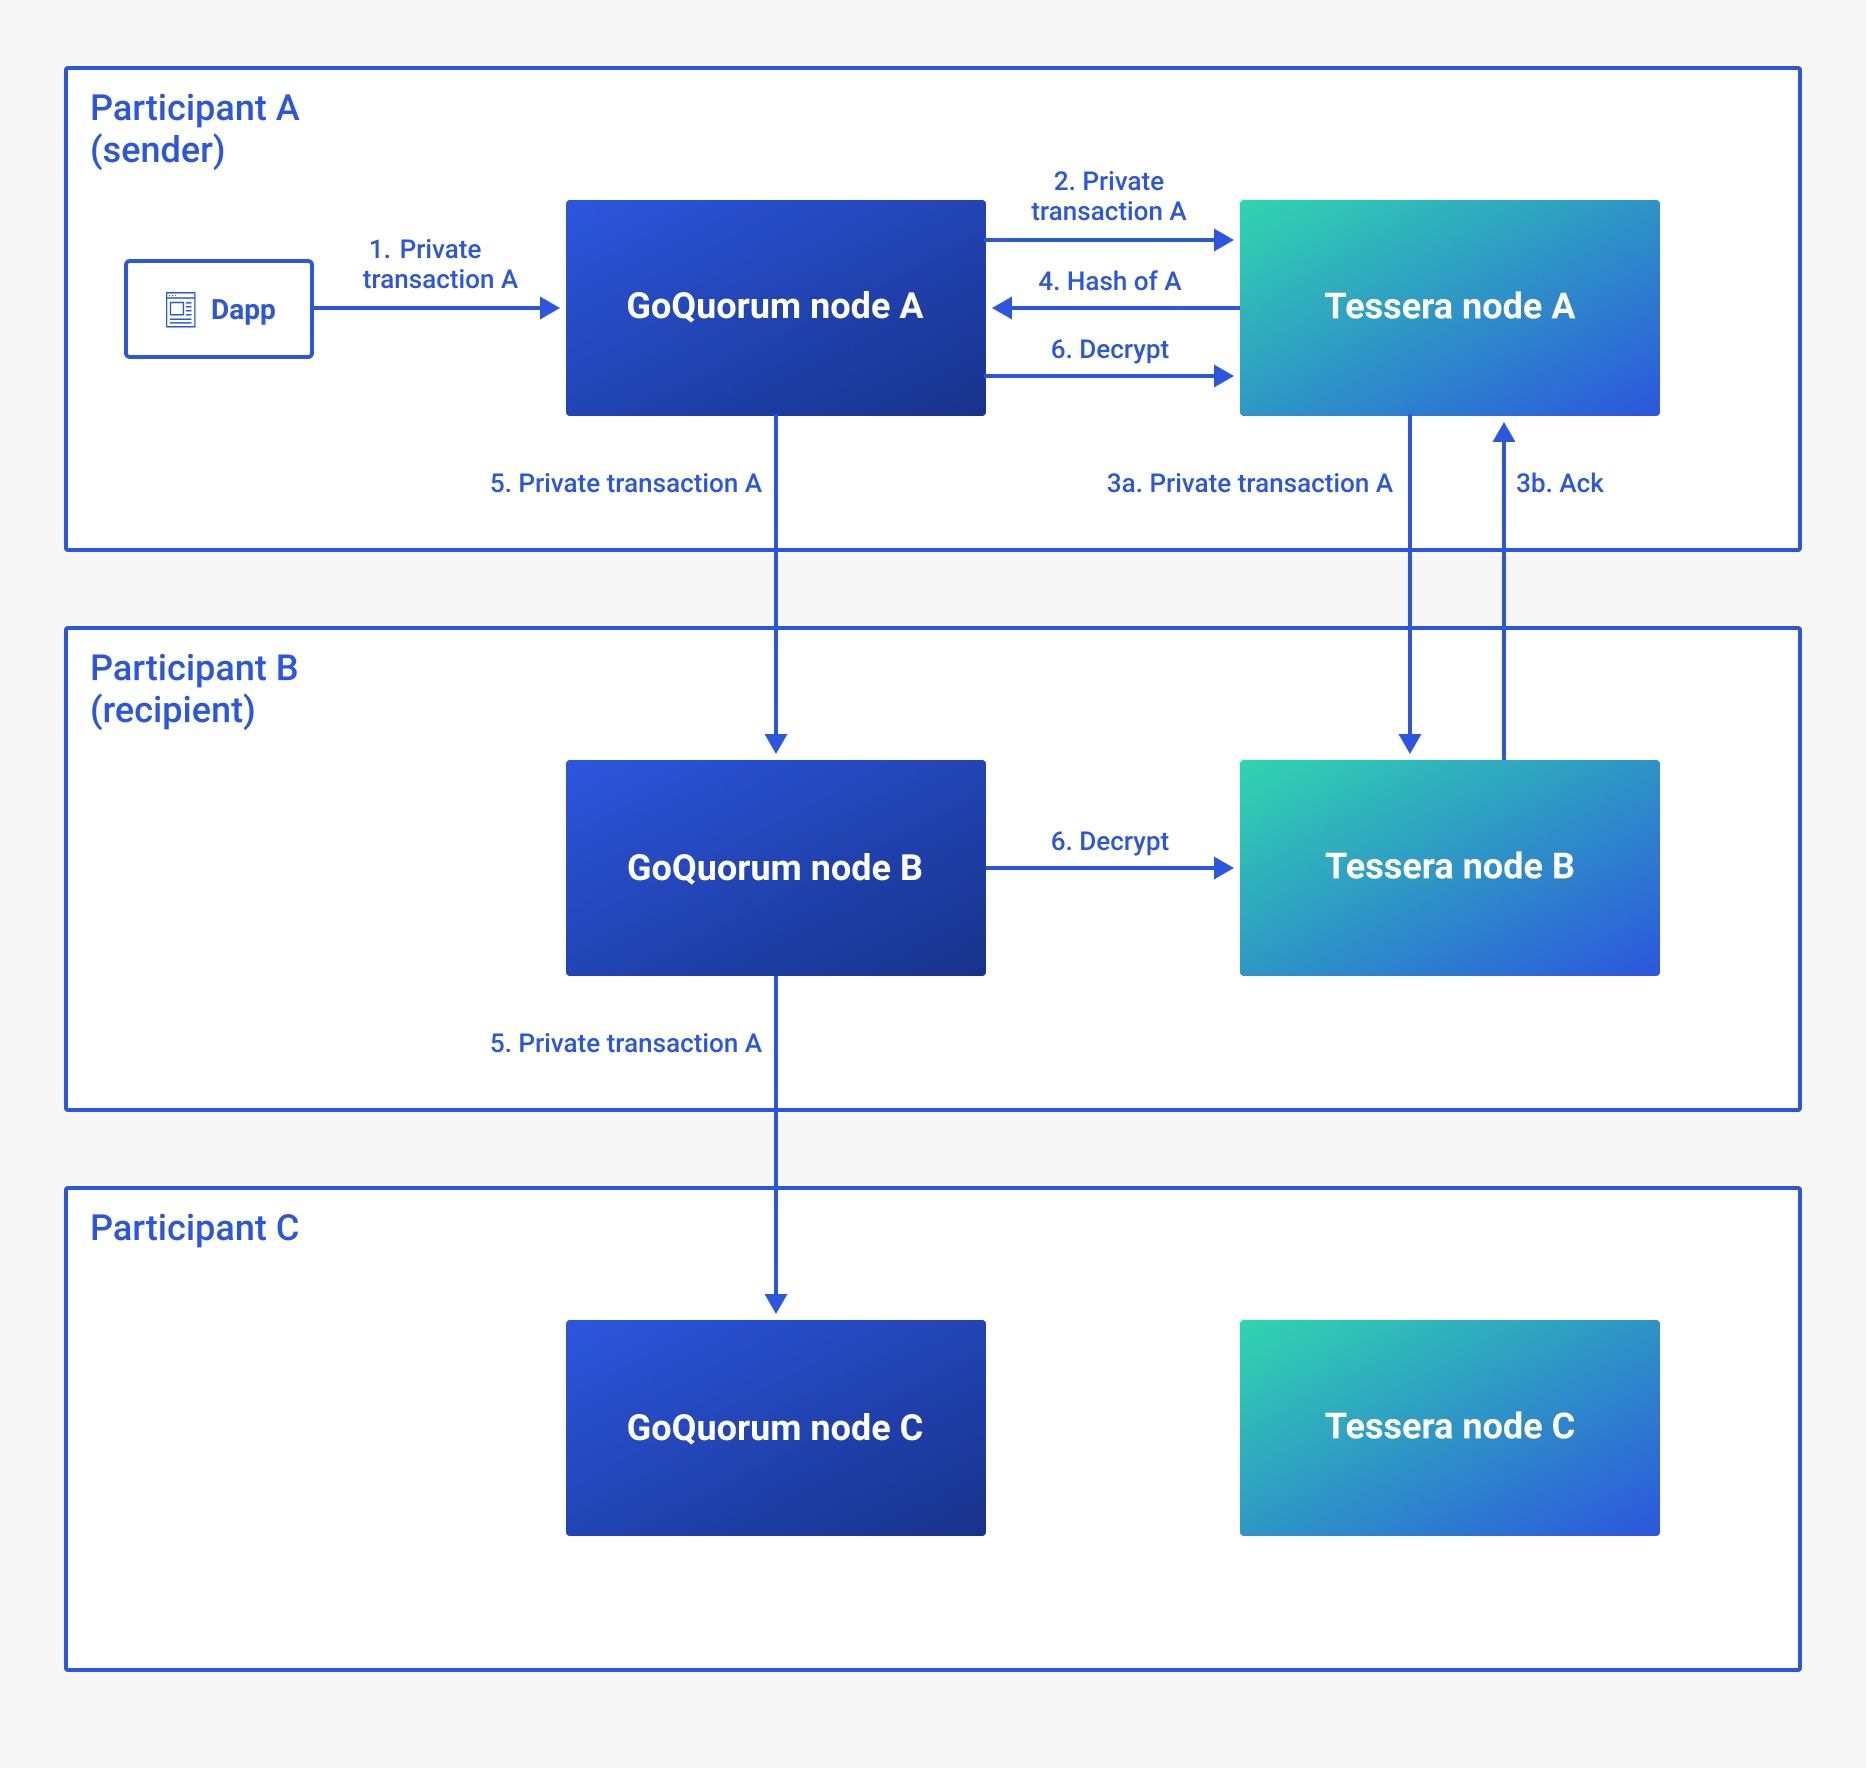 Participant A
(sender)
Dapp
1. Private
transaction A
GoQuorum node A
2. Private
transaction A
4. Hash of A
6. Decrypt
Tessera node A
5. Private transaction A
3a. Private transaction A
3b. Ack
Participant B
(recipient)
GoQuorum node B
6. Decrypt
Tessera node B
5. Private transaction A
Participant C
GoQuorum node C
Tessera node C